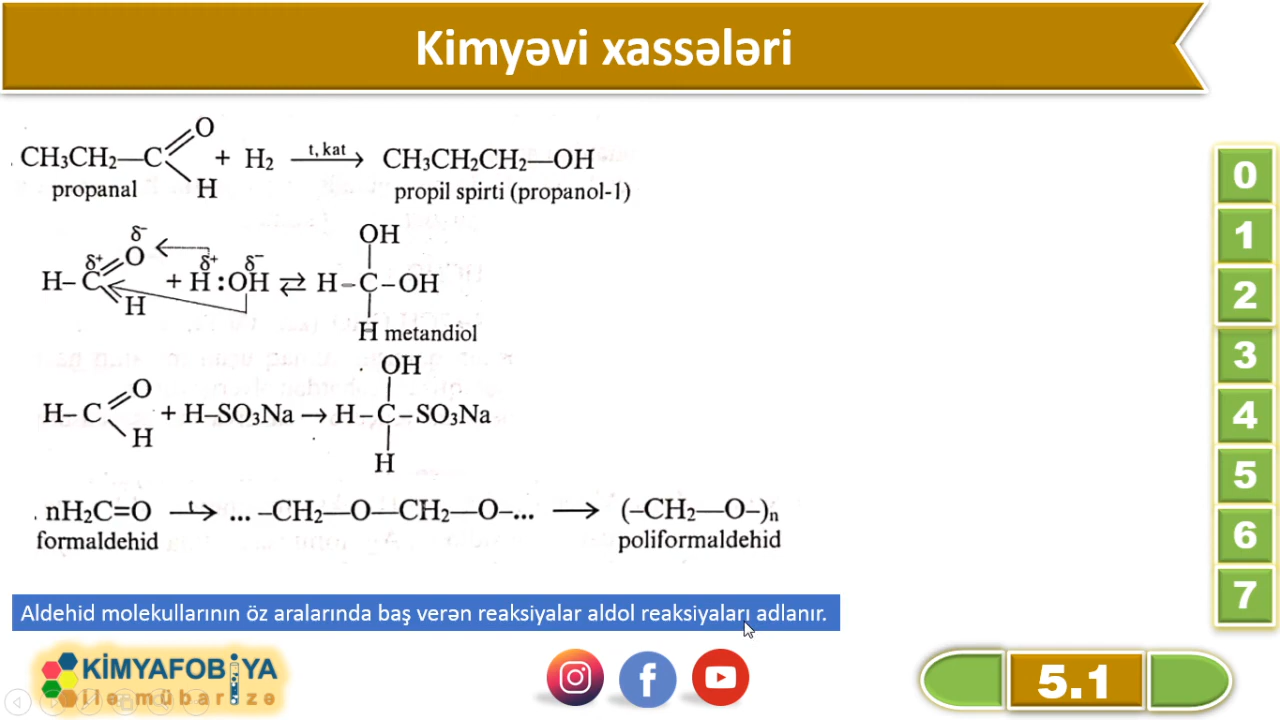 Kimyəvi xassələri
O
CH₃CH₂—C + H₂ t, kat → CH₃CH₂CH₂—OH
propanal H propil spirti (propanol-1)
OH
δ⁻
δ⁺ O δ⁺ δ⁻
H–C + H:OH ⇄ H–C–OH
H
H metandiol
OH
O
H–C + H–SO₃Na → H–C–SO₃Na
H
H
nH₂C=O t → ... –CH₂—O—CH₂—O–... → (–CH₂—O–)ₙ
formaldehid poliformaldehid
Aldehid molekullarının öz aralarında baş verən reaksiyalar aldol reaksiyaları adlanır.
KİMYAFOBİYA
ilə mübarizə
5.1
0
1
2
3
4
5
6
7